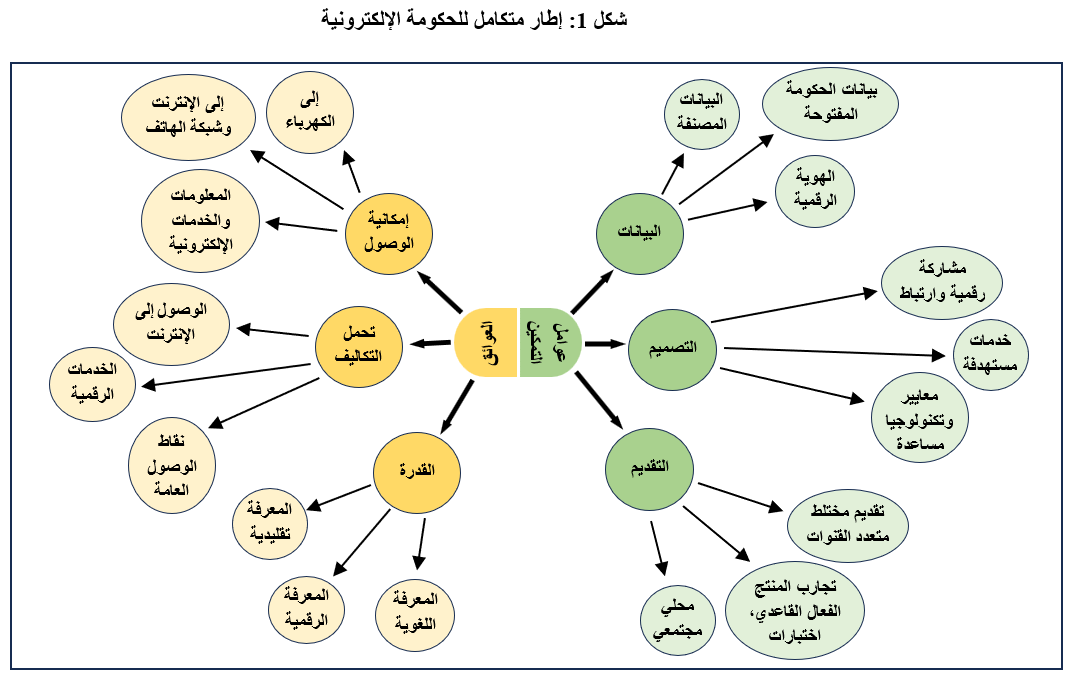 شكل 1: إطار متكامل للحكومة الإلكترونية
البيانات
المصنفة
بيانات الحكومة
المفتوحة
الهوية
الرقمية
البيانات
مشاركة
رقمية وارتباط
خدمات
مستهدفة
معايير
وتكنولوجيا
مساعدة
التصميم
عوامل
التمكين
التقديم
تقديم مختلط
متعدد القنوات
تجارب المنتج
الفعال القاعدي،
اختبارات
محلي
مجتمعي
العوائق
إلى
الكهرباء
إلى الإنترنت
وشبكة الهاتف
المعلومات
والخدمات
الإلكترونية
إمكانية
الوصول
تحمل
التكاليف
الوصول إلى
الإنترنت
الخدمات
الرقمية
نقاط
الوصول
العامة
القدرة
المعرفة
تقليدية
المعرفة
الرقمية
المعرفة
اللغوية